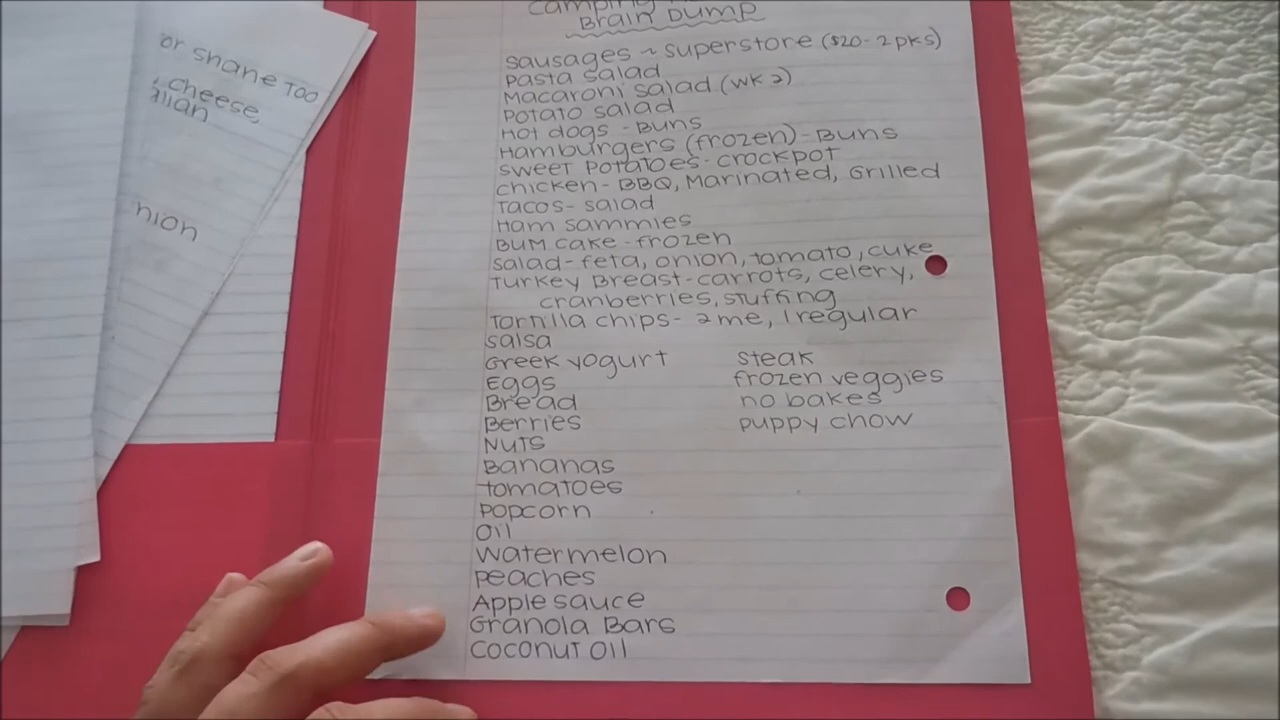 or shane Too
, cheese,
nion
Camping
Brain Dump
Sausages ~ Superstore ($20-2pks)
Pasta Salad
Macaroni Salad (WK 2)
Potato Salad
Hot dogs - Buns
Hamburgers (frozen) - Buns
Sweet Potatoes - crockpot
Chicken - BBQ, Marinated, Grilled
Tacos - salad
Ham sammies
Bum cake - frozen
Salad - feta, onion, tomato, cuke
Turkey Breast - carrots, celery,
cranberries, stuffing
Tortilla chips - 2 me, 1 regular
Salsa
Greek yogurt steak
Eggs frozen veggies
Bread no bakes
Berries puppy chow
Nuts
Bananas
Tomatoes
Popcorn
Oil
Watermelon
Peaches
Apple sauce
Granola Bars
Coconut Oil